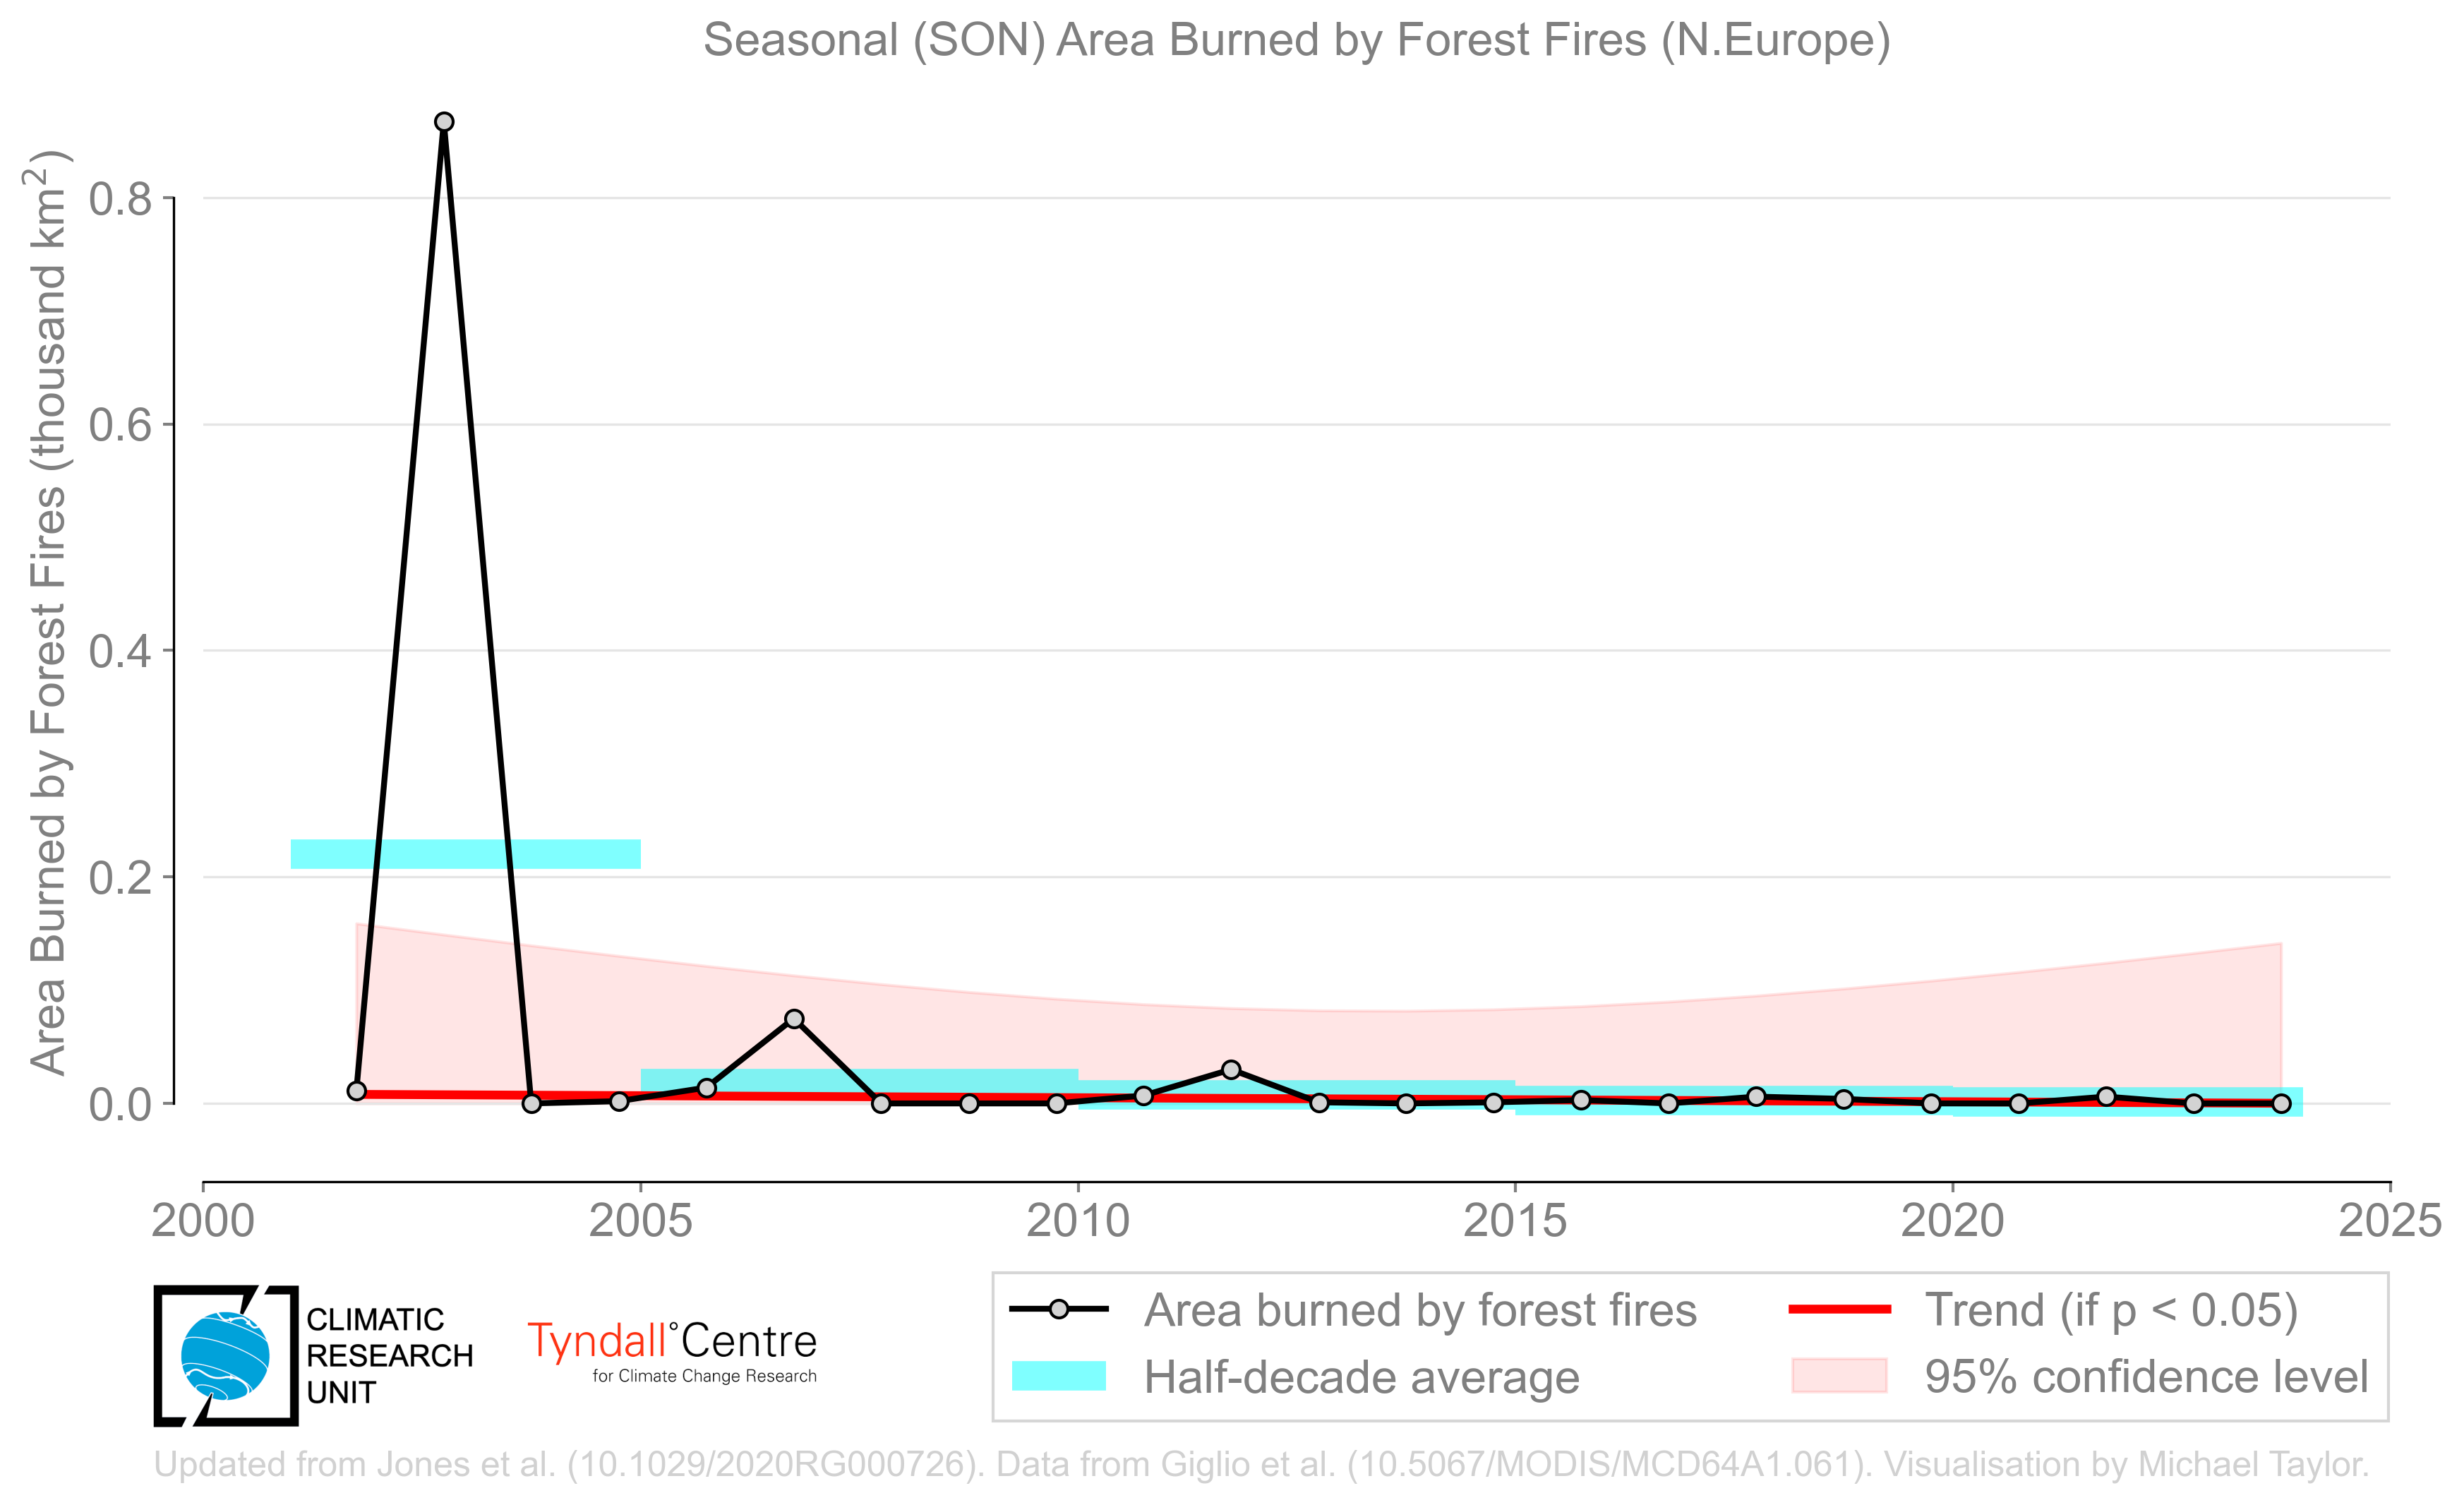 Seasonal (SON) Area Burned by Forest Fires (N.Europe)
Area Burned by Forest Fires (thousand km²)
0.8
0.6
0.4
0.2
0.0
2000 2005 2010 2015 2020 2025
CLIMATIC
RESEARCH
UNIT
Tyndall°Centre
for Climate Change Research
Area burned by forest fires
Half-decade average
Trend (if p < 0.05)
95% confidence level
Updated from Jones et al. (10.1029/2020RG000726). Data from Giglio et al. (10.5067/MODIS/MCD64A1.061). Visualisation by Michael Taylor.